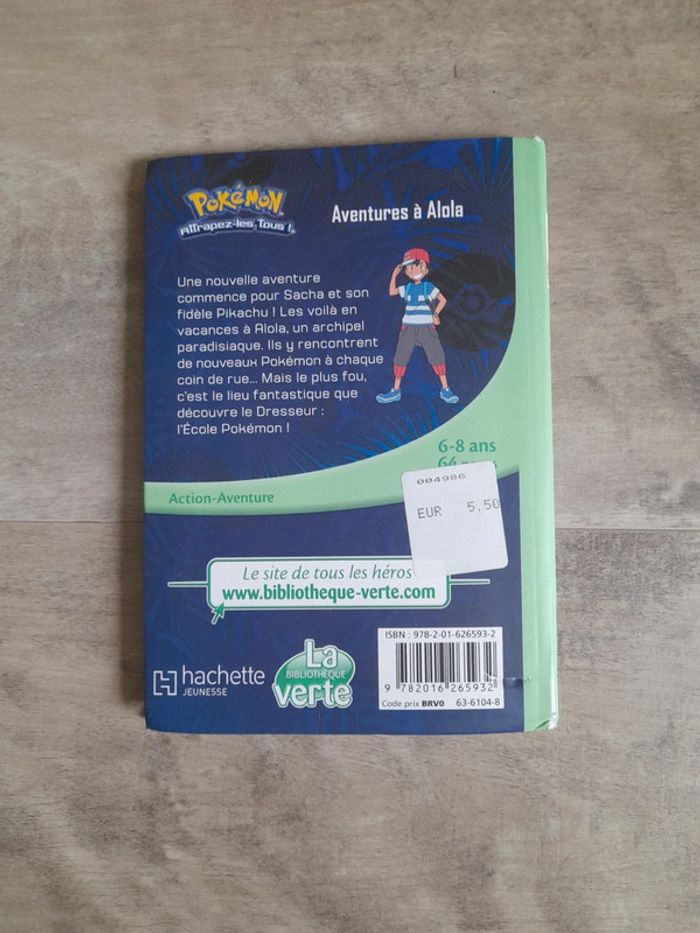 POKéMON
Attrapez-les Tous !
Aventures à Alola
Une nouvelle aventure
commence pour Sacha et son
fidèle Pikachu ! Les voilà en
vacances à Alola, un archipel
paradisiaque. Ils y rencontrent
de nouveaux Pokémon à chaque
coin de rue... Mais le plus fou,
c'est le lieu fantastique que
découvre le Dresseur :
l'École Pokémon !
6-8 ans
Action-Aventure
004986
EUR 5,50
Le site de tous les héros
www.bibliotheque-verte.com
hachette
JEUNESSE
La
BIBLIOTHÈQUE
verte
ISBN : 978-2-01-626593-2
9 782016 265932
Code prix BRV0 63-6104-8